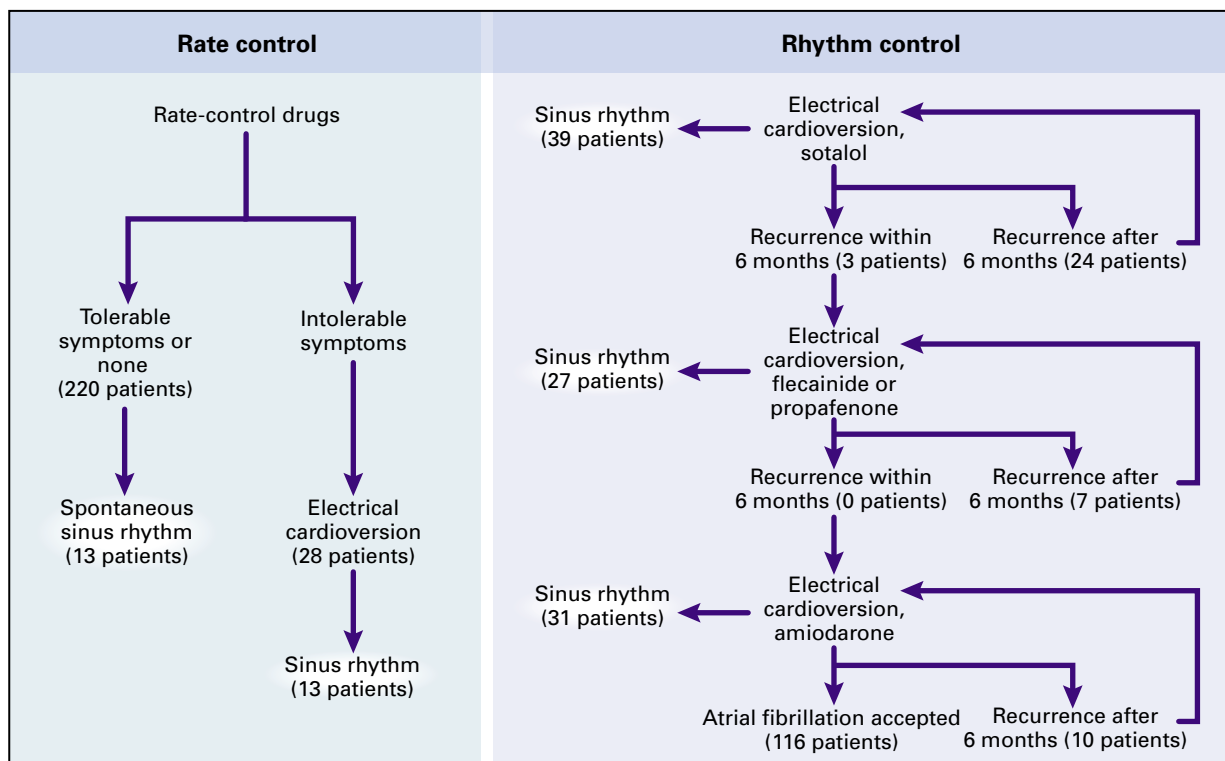 Rate control
Rate-control drugs
Tolerable
symptoms or
none
(220 patients)
Intolerable
symptoms
Spontaneous
sinus rhythm
(13 patients)
Electrical
cardioversion
(28 patients)
Sinus rhythm
(13 patients)
Rhythm control
Sinus rhythm
(39 patients)
Electrical
cardioversion,
sotalol
Recurrence within
6 months (3 patients)
Recurrence after
6 months (24 patients)
Sinus rhythm
(27 patients)
Electrical
cardioversion,
flecainide or
propafenone
Recurrence within
6 months (0 patients)
Recurrence after
6 months (7 patients)
Sinus rhythm
(31 patients)
Electrical
cardioversion,
amiodarone
Atrial fibrillation accepted
(116 patients)
Recurrence after
6 months (10 patients)